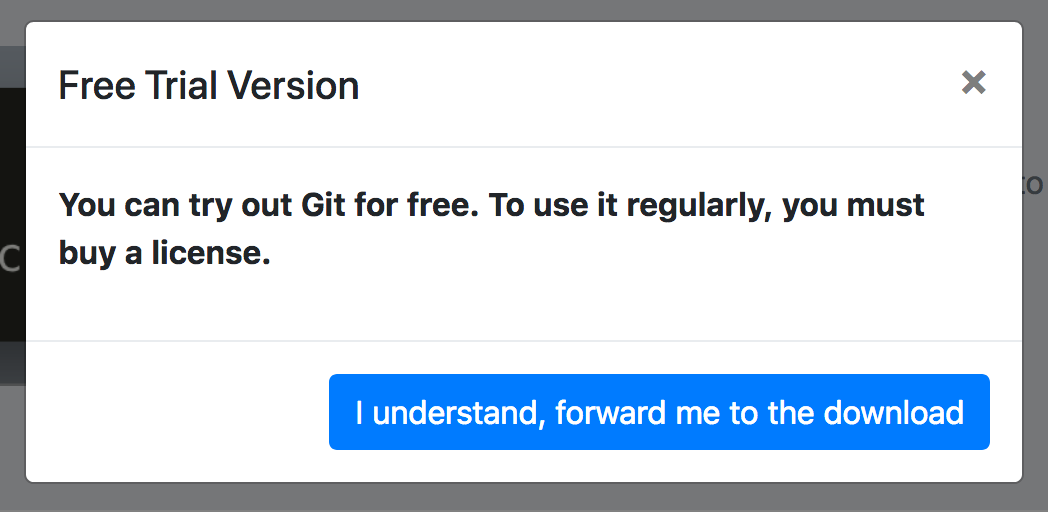 Free Trial Version
×
to
You can try out Git for free. To use it regularly, you must
buy a license.
C
I understand, forward me to the download